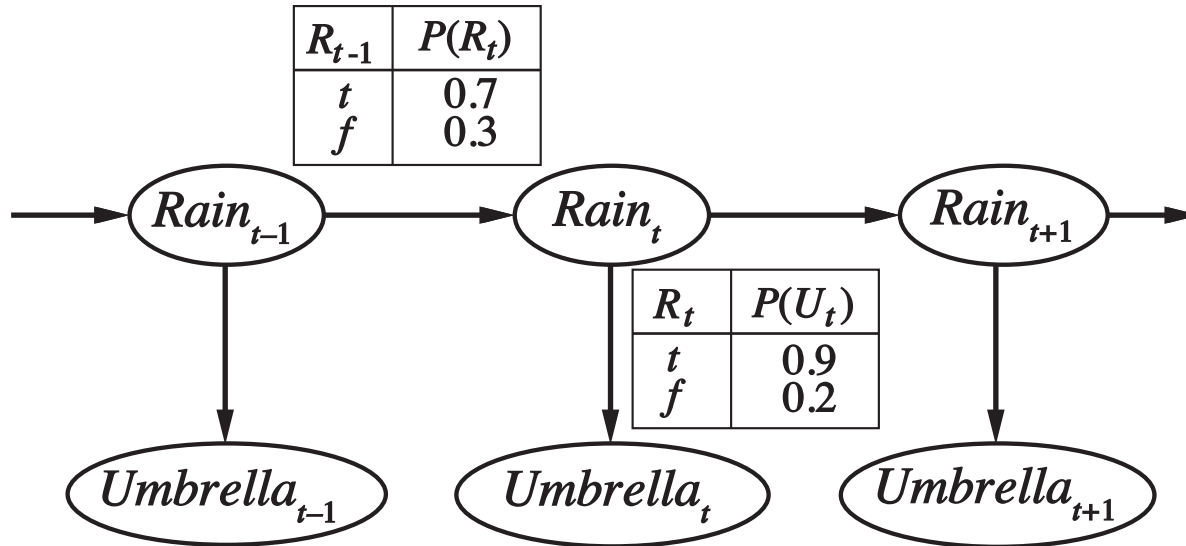 R_{t-1} P(R_t)
t 0.7
f 0.3
Rain_{t–1} Rain_t Rain_{t+1}
R_t P(U_t)
t 0.9
f 0.2
Umbrella_{t–1} Umbrella_t Umbrella_{t+1}